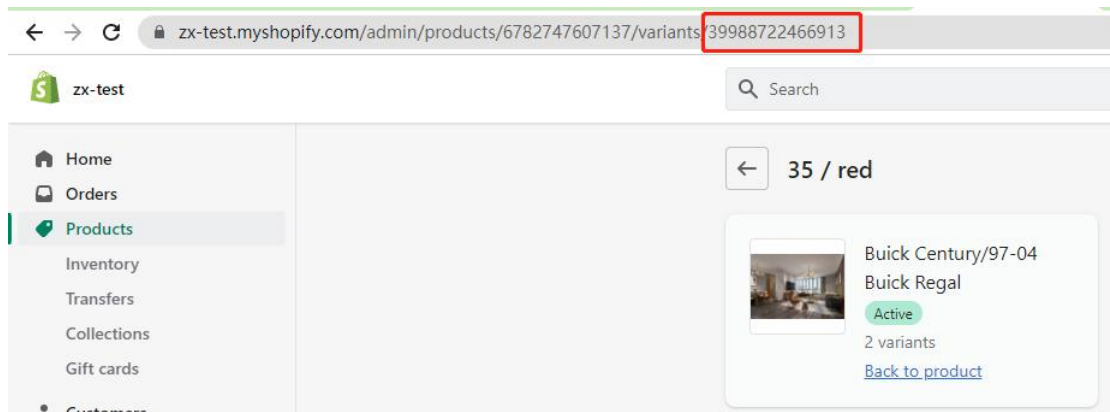 zx-test.myshopify.com/admin/products/6782747607137/variants/39988722466913
zx-test
Search
Home
Orders
Products
Inventory
Transfers
Collections
Gift cards
Customers
35 / red
Buick Century/97-04
Buick Regal
Active
2 variants
Back to product